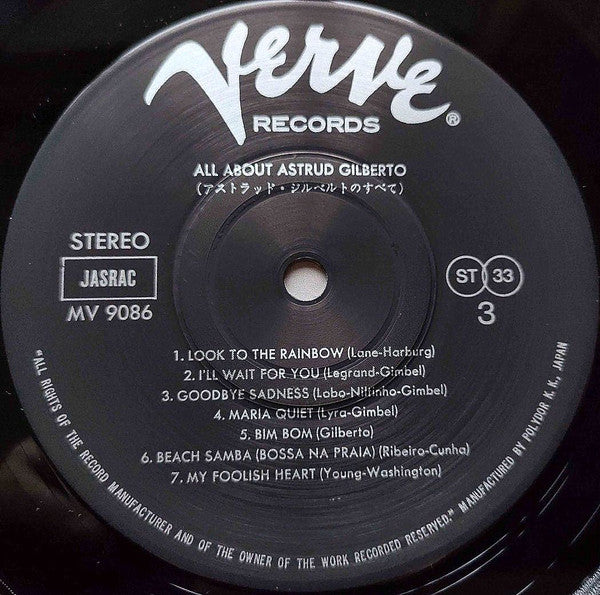 Verve®
RECORDS
ALL ABOUT ASTRUD GILBERTO
(アストラッド・ジルベルトのすべて)
STEREO
JASRAC
MV 9086
ST 33
3
1. LOOK TO THE RAINBOW (Lane-Harburg)
2. I'LL WAIT FOR YOU (Legrand-Gimbel)
3. GOODBYE SADNESS (Lobo-Niltinho-Gimbel)
4. MARIA QUIET (Lyra-Gimbel)
5. BIM BOM (Gilberto)
6. BEACH SAMBA (BOSSA NA PRAIA) (Ribeiro-Cunha)
7. MY FOOLISH HEART (Young-Washington)
"ALL RIGHTS OF THE RECORD MANUFACTURER AND OF THE OWNER OF THE WORK RECORDED RESERVED." MANUFACTURED BY POLYDOR K. K., JAPAN